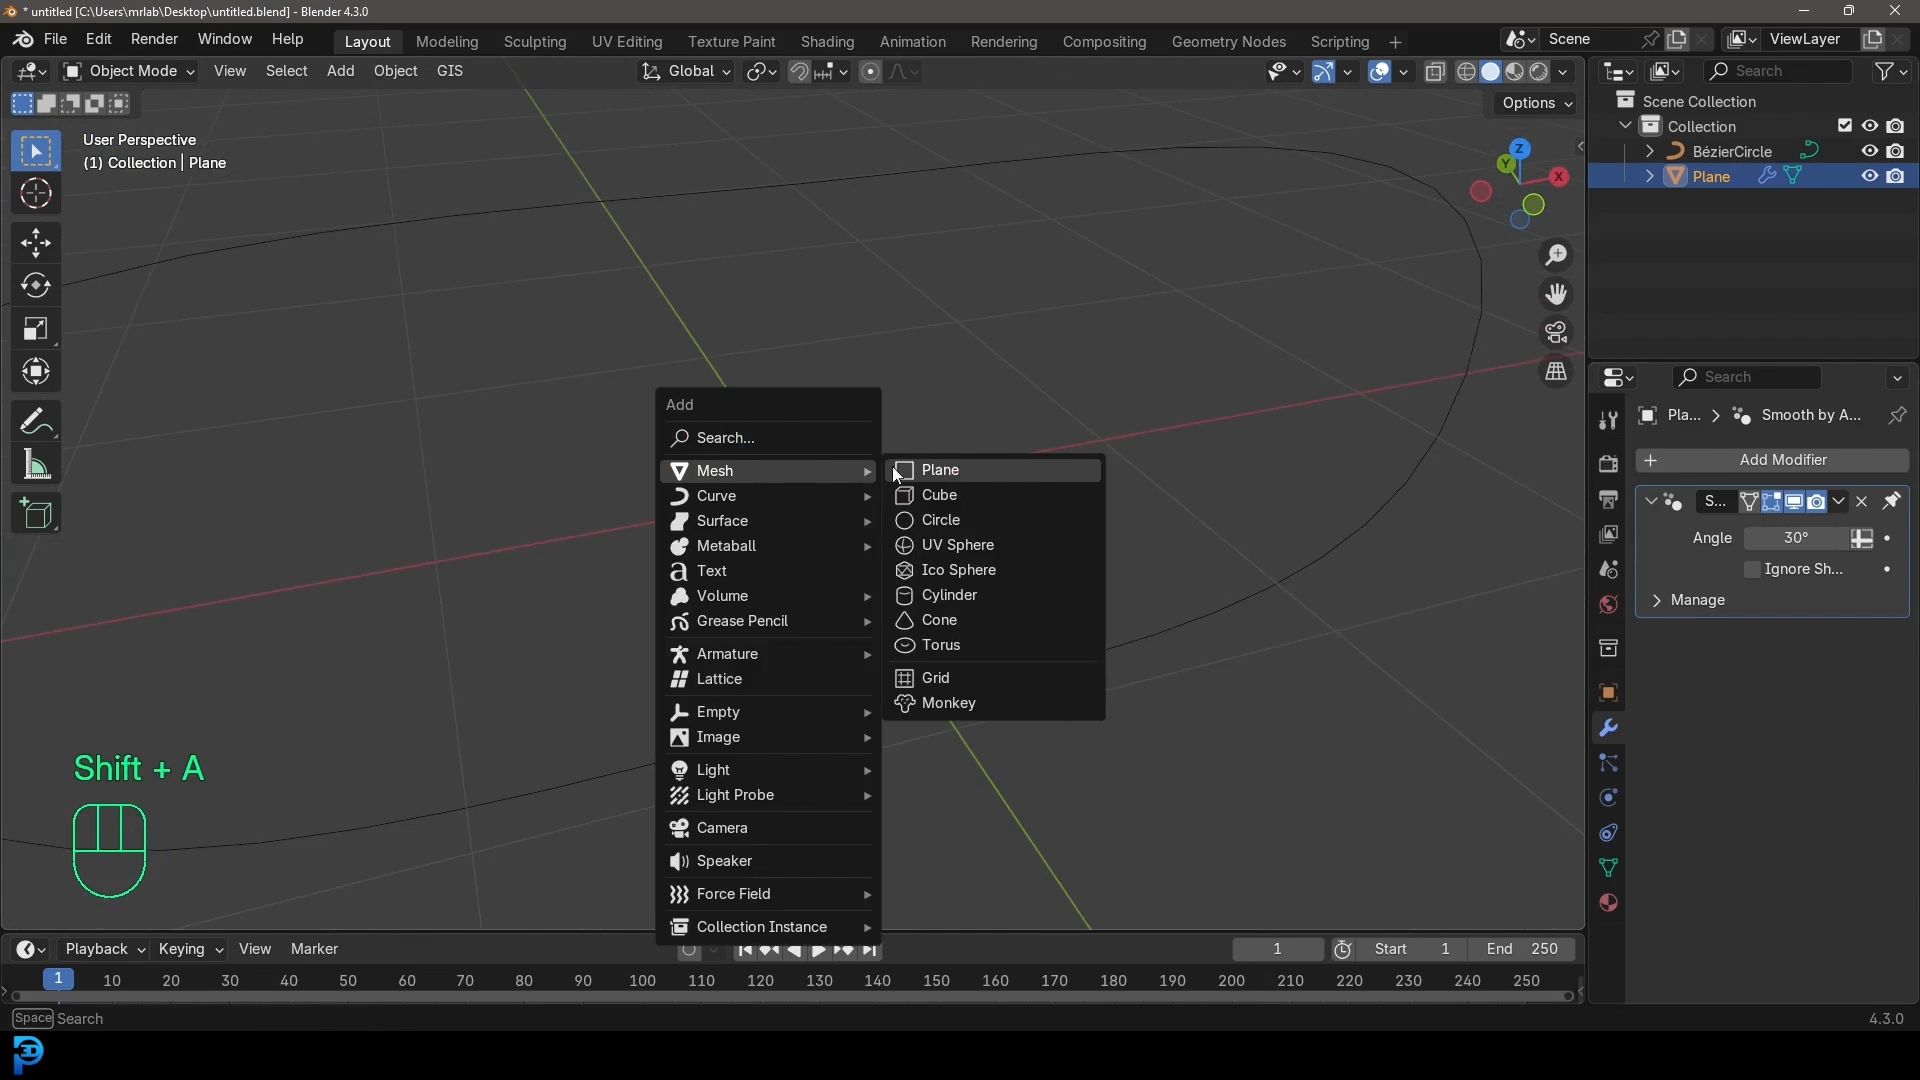 * untitled [C:\Users\mrlab\Desktop\untitled.blend] - Blender 4.3.0
File Edit Render Window Help Layout Modeling Sculpting UV Editing Texture Paint Shading Animation Rendering Compositing Geometry Nodes Scripting + Scene ViewLayer
Object Mode View Select Add Object GIS Global Search
Options
User Perspective
(1) Collection | Plane
Z
Y
X
Scene Collection
Collection
BézierCircle
Plane
Search
Pla... > Smooth by A...
+ Add Modifier
S...
Angle 30°
Ignore Sh...
Manage
Add
Search...
Mesh
Curve
Surface
Metaball
Text
Volume
Grease Pencil
Armature
Lattice
Empty
Image
Light
Light Probe
Camera
Speaker
Force Field
Collection Instance
Plane
Cube
Circle
UV Sphere
Ico Sphere
Cylinder
Cone
Torus
Grid
Monkey
Shift + A
Playback Keying View Marker 1 Start 1 End 250
1 10 20 30 40 50 60 70 80 90 100 110 120 130 140 150 160 170 180 190 200 210 220 230 240 250
Space Search 4.3.0